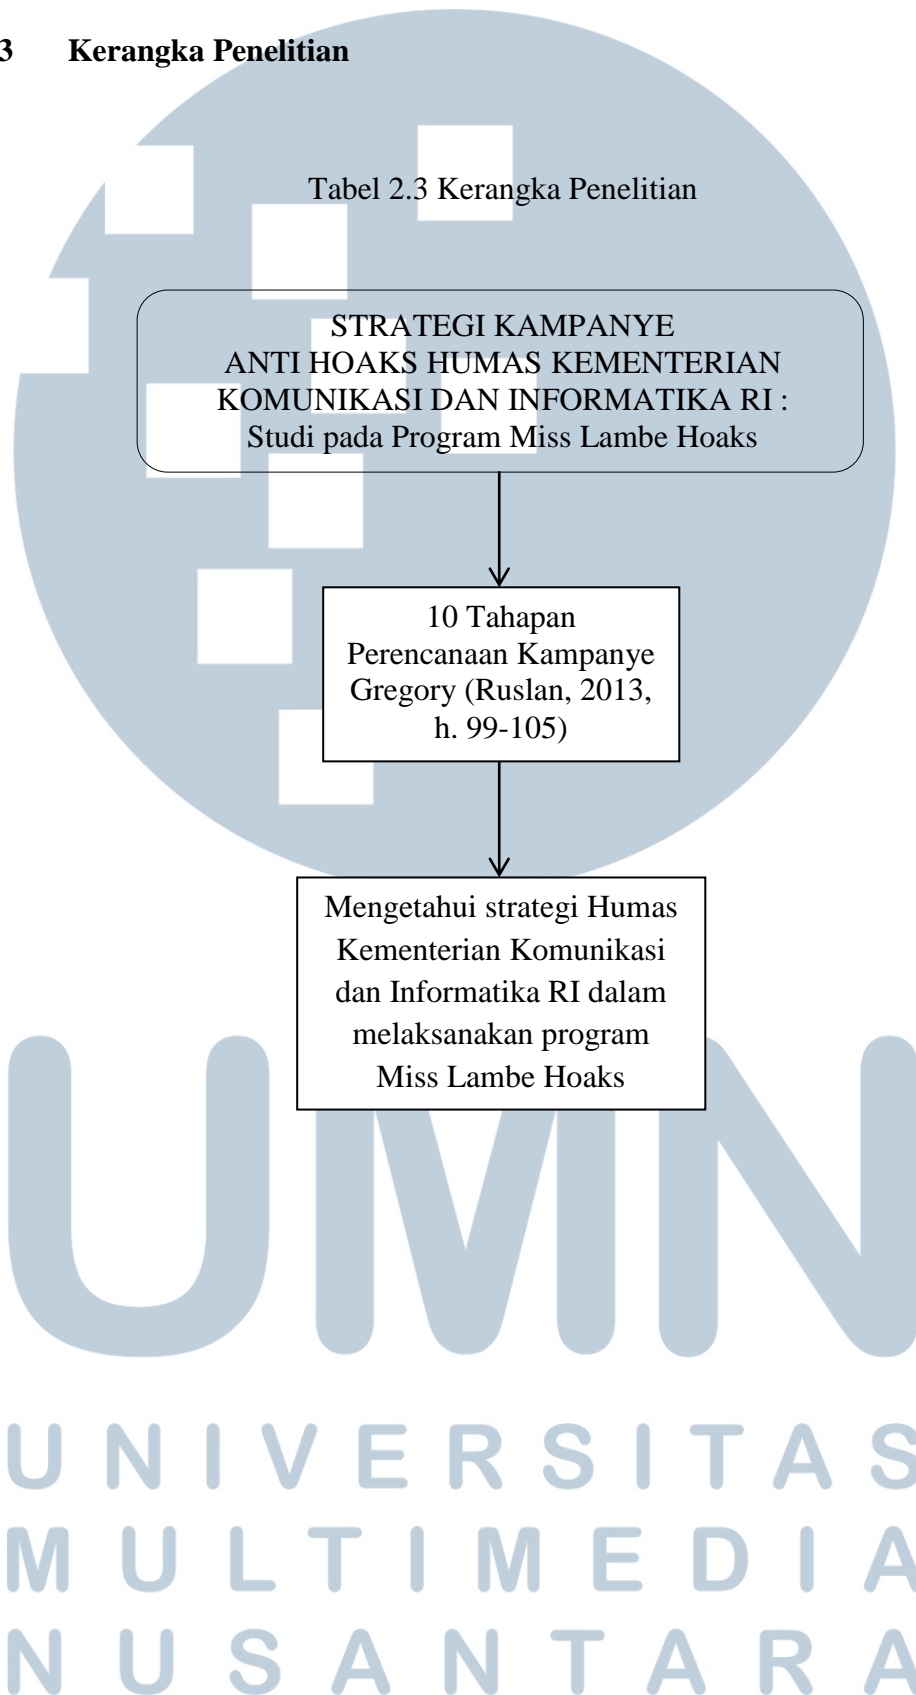 3 Kerangka Penelitian
Tabel 2.3 Kerangka Penelitian
STRATEGI KAMPANYE
ANTI HOAKS HUMAS KEMENTERIAN
KOMUNIKASI DAN INFORMATIKA RI :
Studi pada Program Miss Lambe Hoaks
10 Tahapan
Perencanaan Kampanye
Gregory (Ruslan, 2013,
h. 99-105)
Mengetahui strategi Humas
Kementerian Komunikasi
dan Informatika RI dalam
melaksanakan program
Miss Lambe Hoaks
UMN
UNIVERSITAS
MULTIMEDIA
NUSANTARA